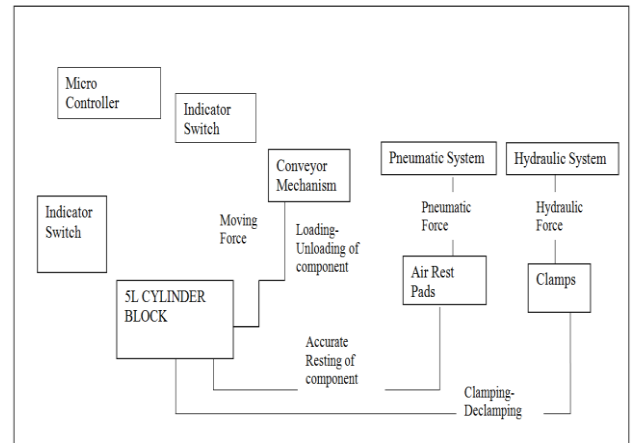 Micro
Controller
Indicator
Switch
Conveyor
Mechanism
Pneumatic System
Hydraulic System
Indicator
Switch
Moving
Force
Loading-
Unloading of
component
Pneumatic
Force
Hydraulic
Force
5L CYLINDER
BLOCK
Air Rest
Pads
Clamps
Accurate
Resting of
component
Clamping-
Declamping